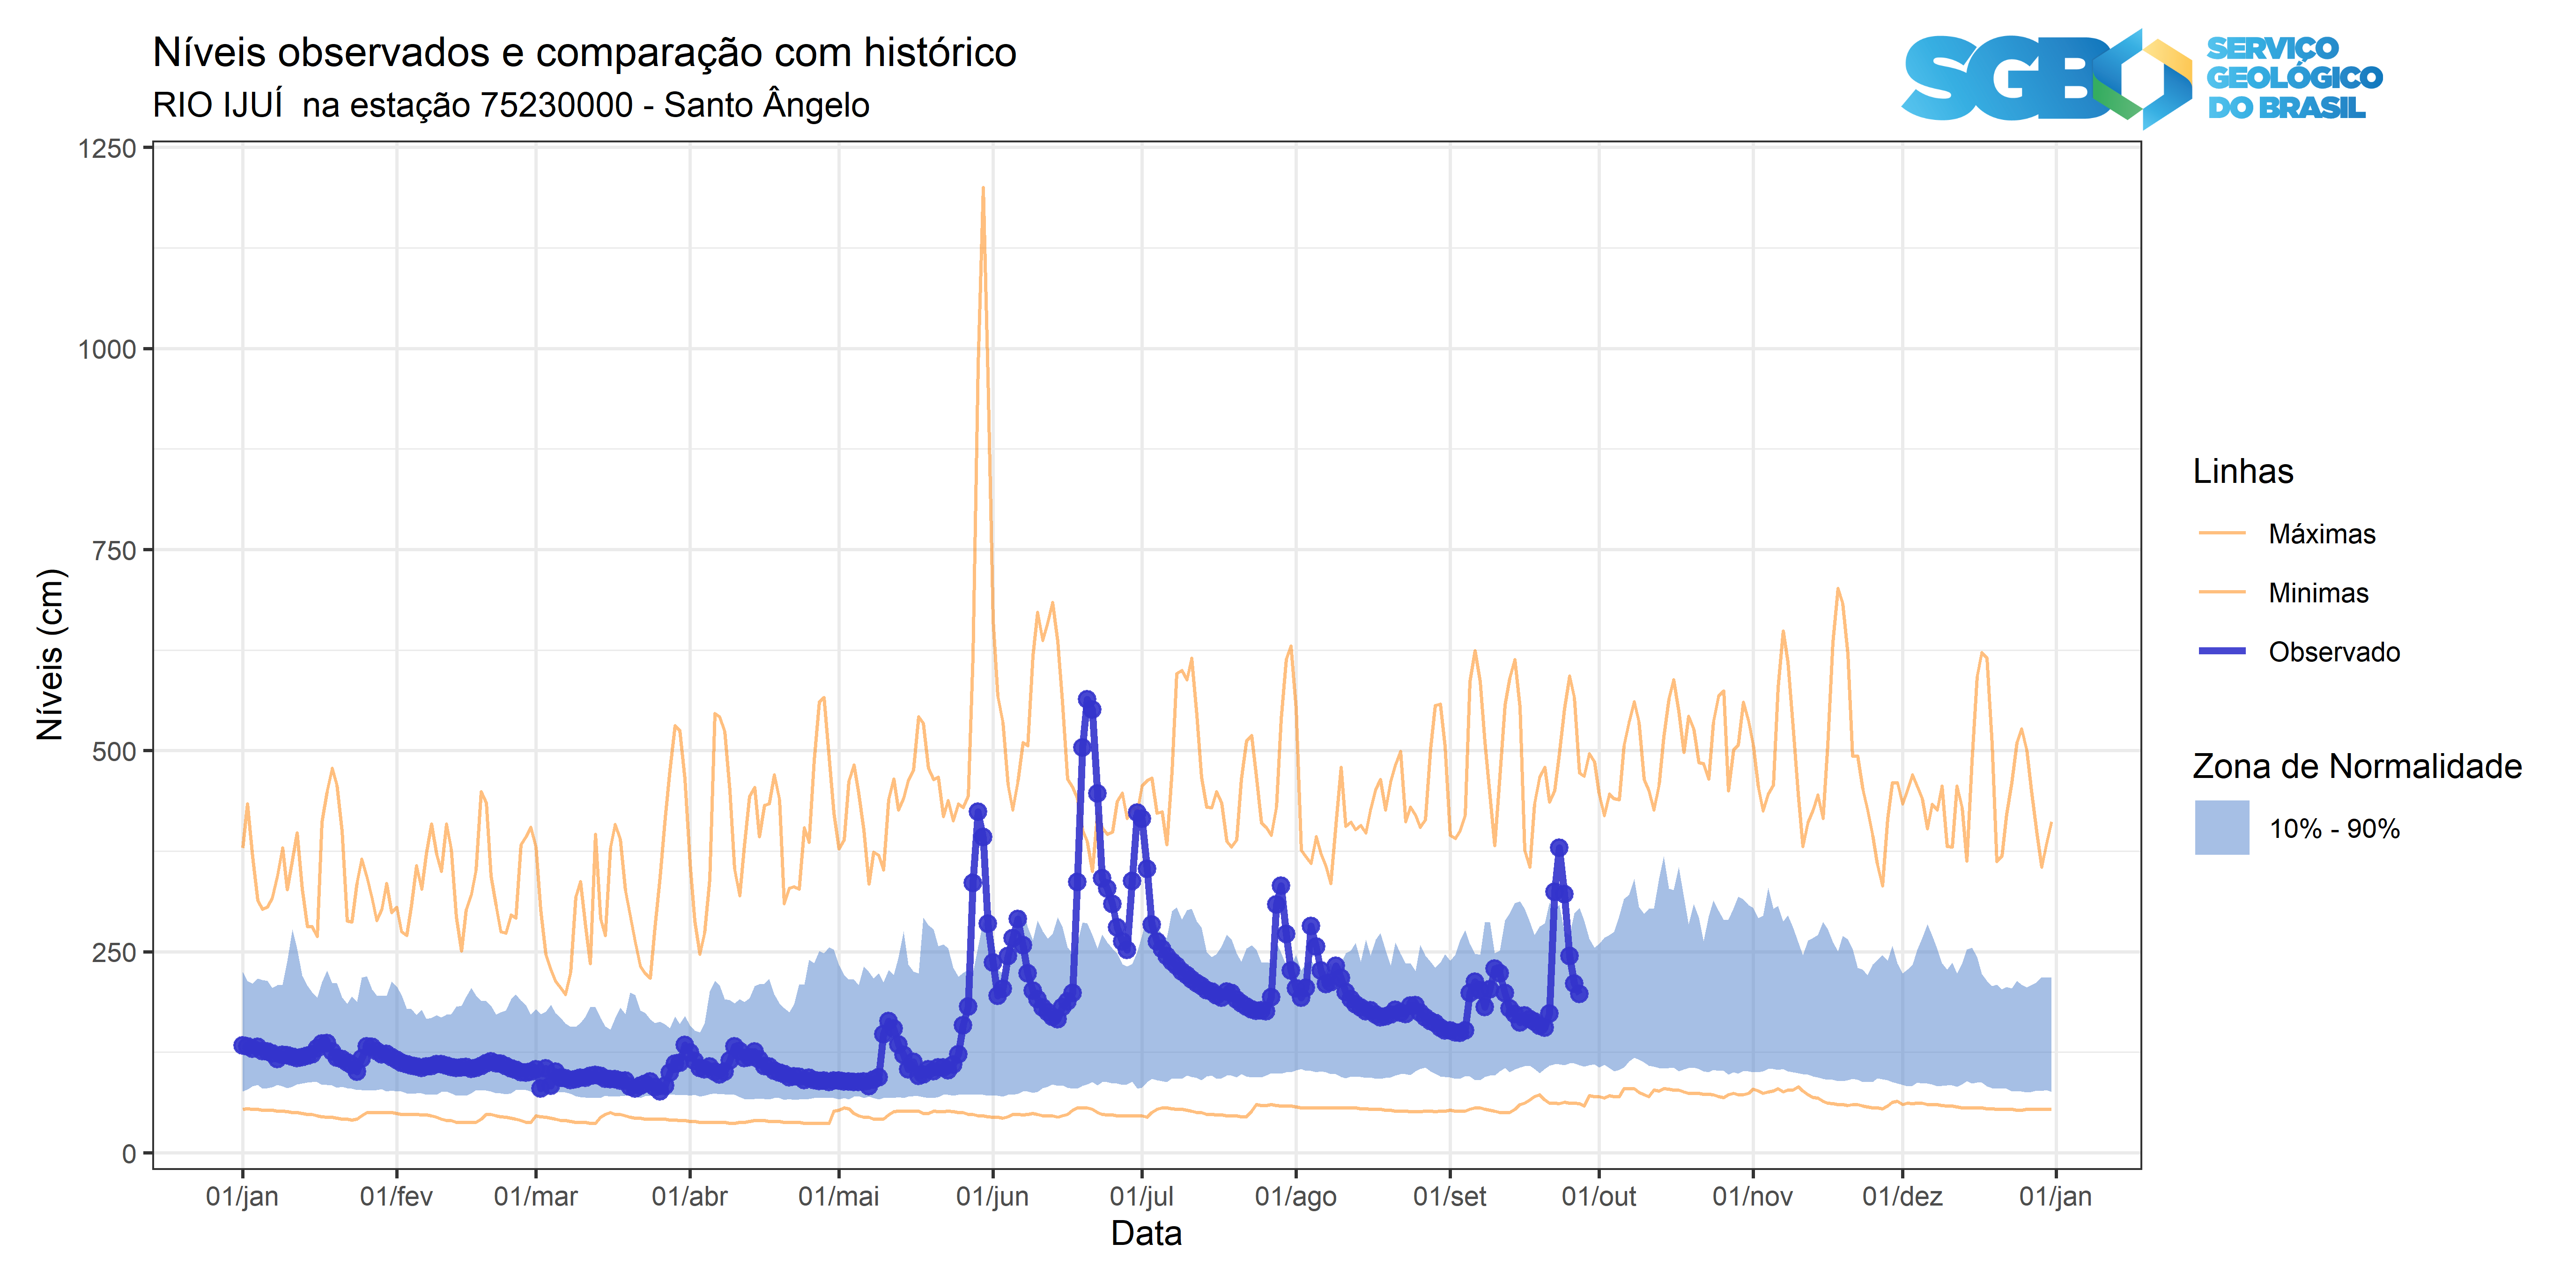 Níveis observados e comparação com histórico
RIO IJUÍ  na estação 75230000 - Santo Ângelo
SGB
SERVIÇO
GEOLÓGICO
DO BRASIL
1250
1000
750
500
250
0
Níveis (cm)
01/jan
01/fev
01/mar
01/abr
01/mai
01/jun
01/jul
01/ago
01/set
01/out
01/nov
01/dez
01/jan
Data
Linhas
Máximas
Minimas
Observado
Zona de Normalidade
10% - 90%